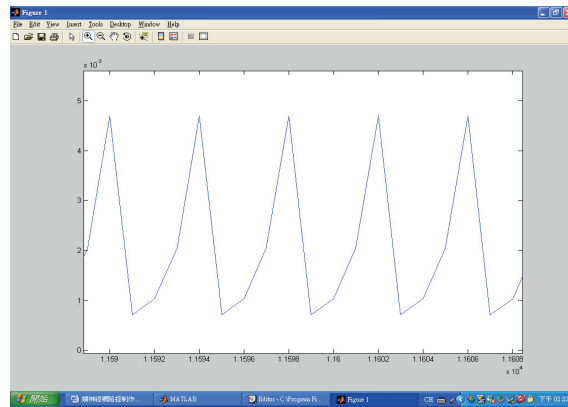 Figure 1
File Edit View Insert Tools Desktop Window Help
x 10⁻³
5
4
3
2
1
0
1.159 1.1592 1.1594 1.1596 1.1598 1.16 1.1602 1.1604 1.1606 1.1608
x 10⁴
開始 MATLAB Editor - C:\Program Fi... Figure 1 CH 下午 02:22